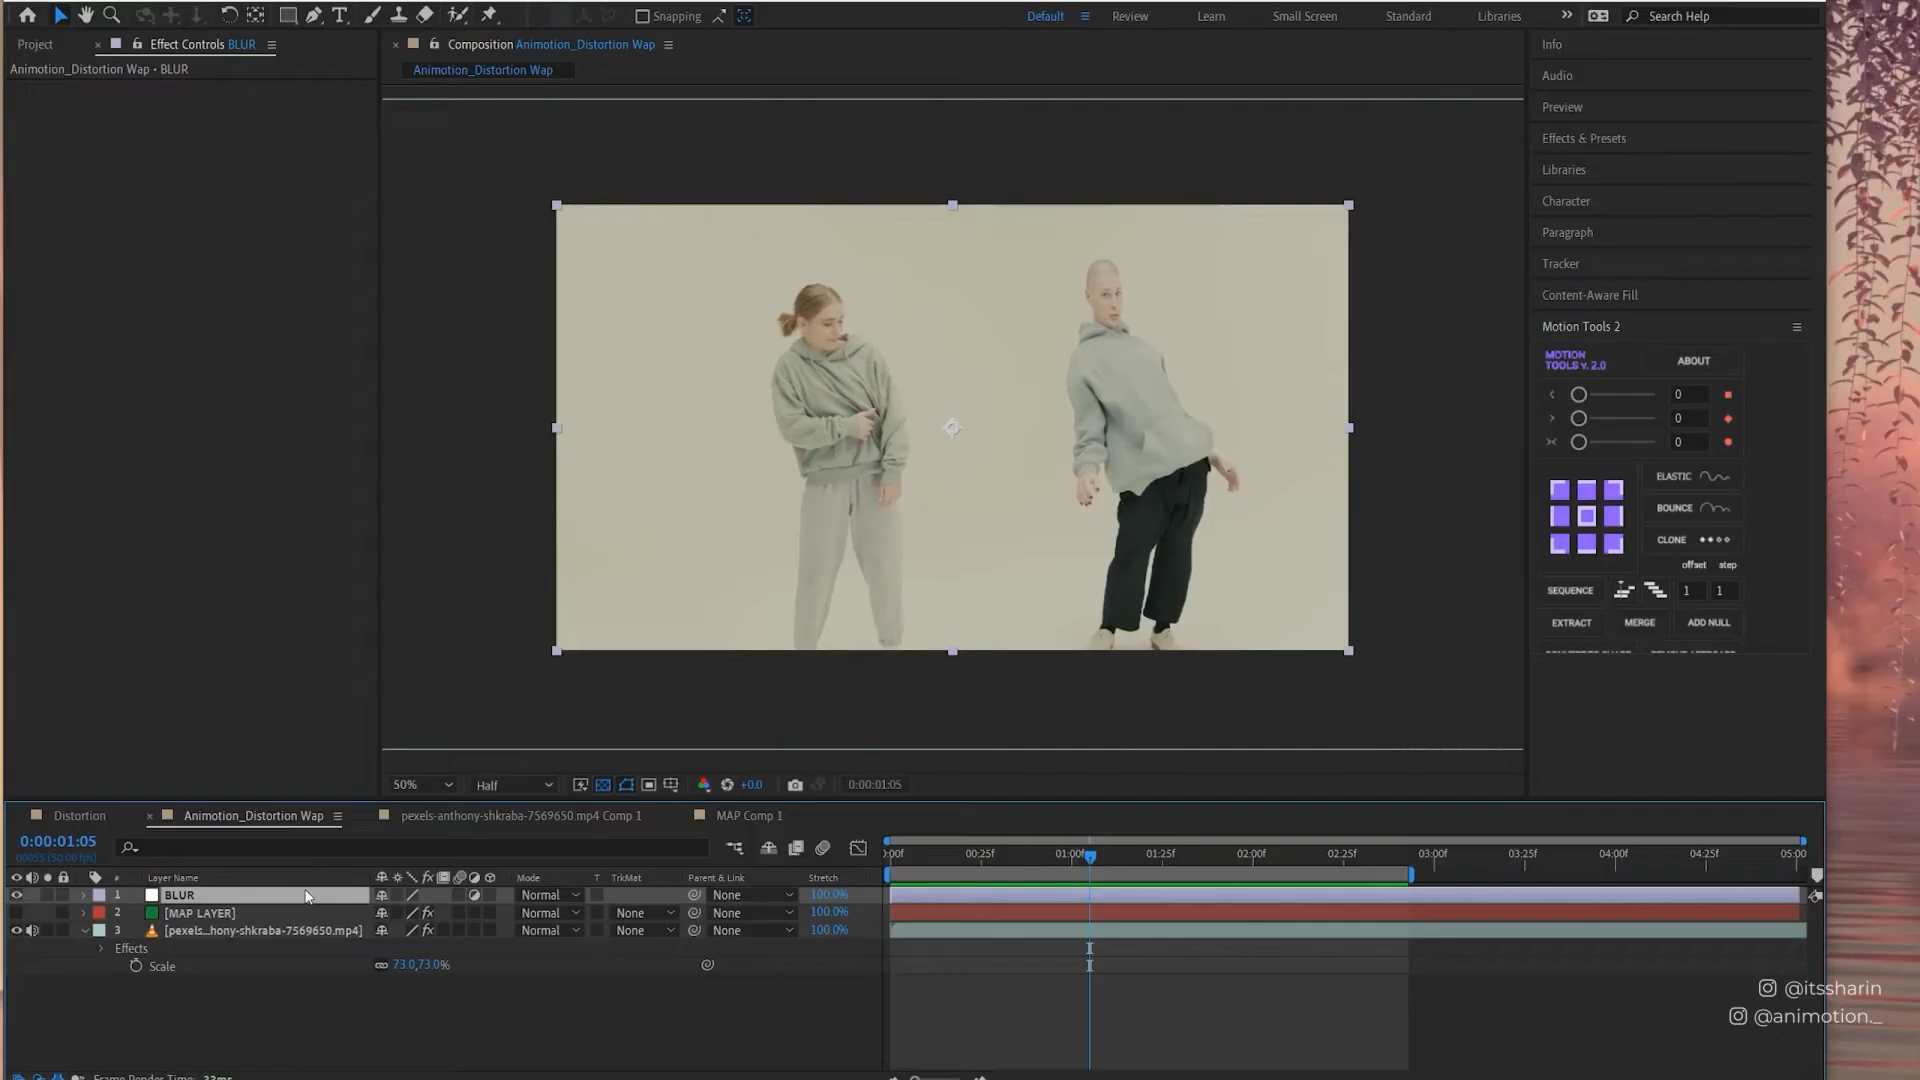 Snapping
Default
Review
Learn
Small Screen
Standard
Libraries
Search Help
Project
Effect Controls BLUR
Animotion_Distortion Wap • BLUR
Composition Animotion_Distortion Wap
Animotion_Distortion Wap
Info
Audio
Preview
Effects & Presets
Libraries
Character
Paragraph
Tracker
Content-Aware Fill
Motion Tools 2
MOTION
TOOLS v. 2.0
ABOUT
0
0
0
ELASTIC
BOUNCE
CLONE
offset step
SEQUENCE
1 1
EXTRACT
MERGE
ADD NULL
50%
Half
+0.0
0:00:01:05
Distortion
Animotion_Distortion Wap
pexels-anthony-shkraba-7569650.mp4 Comp 1
MAP Comp 1
0:00:01:05
00055 (50.00 fps)
:00f 00:25f 01:00f 01:25f 02:00f 02:25f 03:00f 03:25f 04:00f 04:25f 05:00
# Layer Name Mode T TrkMat Parent & Link Stretch
1 BLUR Normal None 100.0%
2 [MAP LAYER] Normal None None 100.0%
3 [pexels...hony-shkraba-7569650.mp4] Normal None None 100.0%
Effects
Scale 73.0,73.0%
@itssharin
@animotion._
Frame Render Time: 33ms